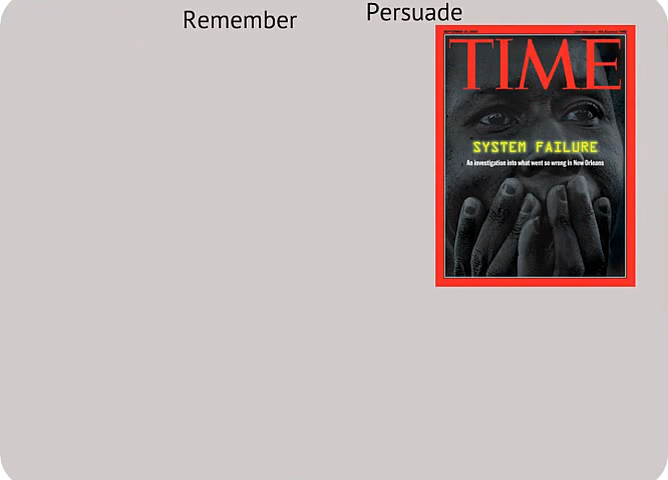 Remember
Persuade
TIME
SYSTEM FAILURE
An investigation into what went so wrong in New Orleans